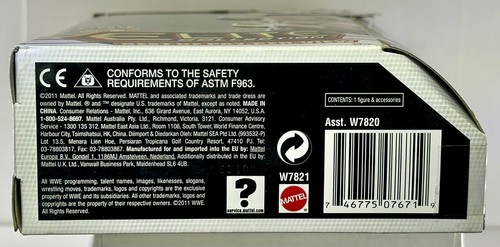 CE
CONFORMS TO THE SAFETY
REQUIREMENTS OF ASTM F963.
©2011 Mattel. All Rights Reserved. MATTEL and associated trademarks and trade dress are
owned by Mattel. ® and ™ designate U.S. trademarks of Mattel, except as noted. MADE IN
CHINA. Consumer Relations - Mattel, Inc., 636 Girard Avenue, East Aurora, NY 14052, U.S.A.
1-800-524-8697. Mattel Australia Pty. Ltd., Richmond, Victoria. 3121. Consumer Advisory
Service - 1300 135 312. Mattel East Asia Ltd., Room 1106, South Tower, World Finance Centre,
Harbour City, Tsimshatsui, HK, China. Diimport & Diedarkan Oleh: Mattel SEA Ptd Ltd. (993532-P)
Lot 13.5, Menara Lien Hoe, Persiaran Tropicana Golf Country Resort, 47410 PJ. Tel:
03-78803817, Fax: 03-78803867. Manufactured for and imported into the EU by: Mattel
Europa B.V., Gondel 1, 1186MJ Amstelveen, Nederland. Additionally distributed in the EU by:
Mattel U.K. Ltd., Vanwall Business Park, Maidenhead SL6 4UB.
All WWE programming, talent names, images, likenesses, slogans,
wrestling moves, trademarks, logos and copyrights are the exclusive
property of WWE and its subsidiaries. All other trademarks, logos and
copyrights are the property of their respective owners. ©2011 WWE.
All Rights Reserved.
?
service.mattel.com
W7821
MATTEL
CONTENTS: 1 figure & accessories
Asst. W7820
7 46775 07671 9